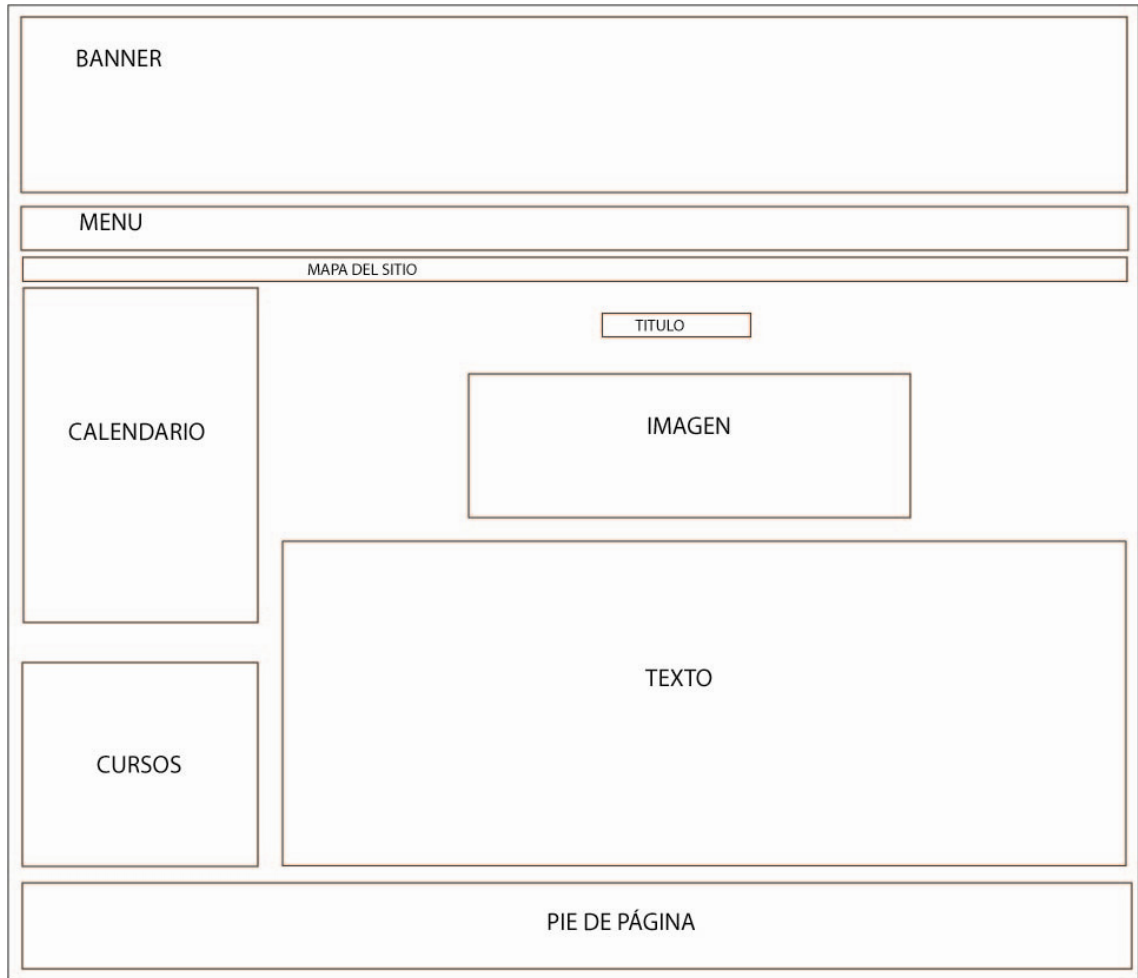 BANNER
MENU
MAPA DEL SITIO
TITULO
CALENDARIO
IMAGEN
TEXTO
CURSOS
PIE DE PÁGINA